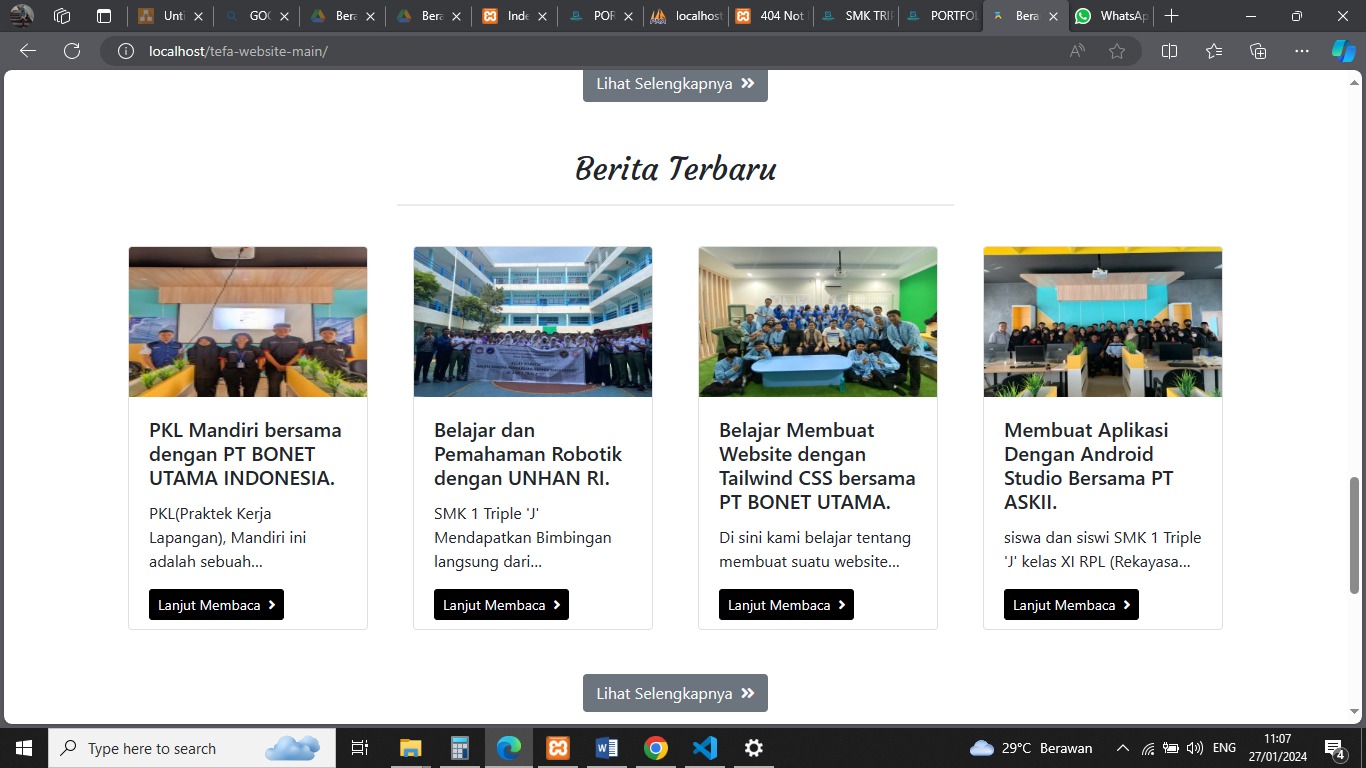 Unti
GOO
Bera
Bera
Inde
POR
localhost
404 Not
SMK TRI
PORTFOL
Bera
WhatsAp
localhost/tefa-website-main/
Lihat Selengkapnya
Berita Terbaru
PKL Mandiri bersama
dengan PT BONET
UTAMA INDONESIA.
PKL(Praktek Kerja
Lapangan), Mandiri ini
adalah sebuah...
Lanjut Membaca
Belajar dan
Pemahaman Robotik
dengan UNHAN RI.
SMK 1 Triple 'J'
Mendapatkan Bimbingan
langsung dari...
Lanjut Membaca
Belajar Membuat
Website dengan
Tailwind CSS bersama
PT BONET UTAMA.
Di sini kami belajar tentang
membuat suatu website...
Lanjut Membaca
Membuat Aplikasi
Dengan Android
Studio Bersama PT
ASKII.
siswa dan siswi SMK 1 Triple
'J' kelas XI RPL (Rekayasa...
Lanjut Membaca
Lihat Selengkapnya
Type here to search
29°C Berawan
ENG
11:07
27/01/2024
4